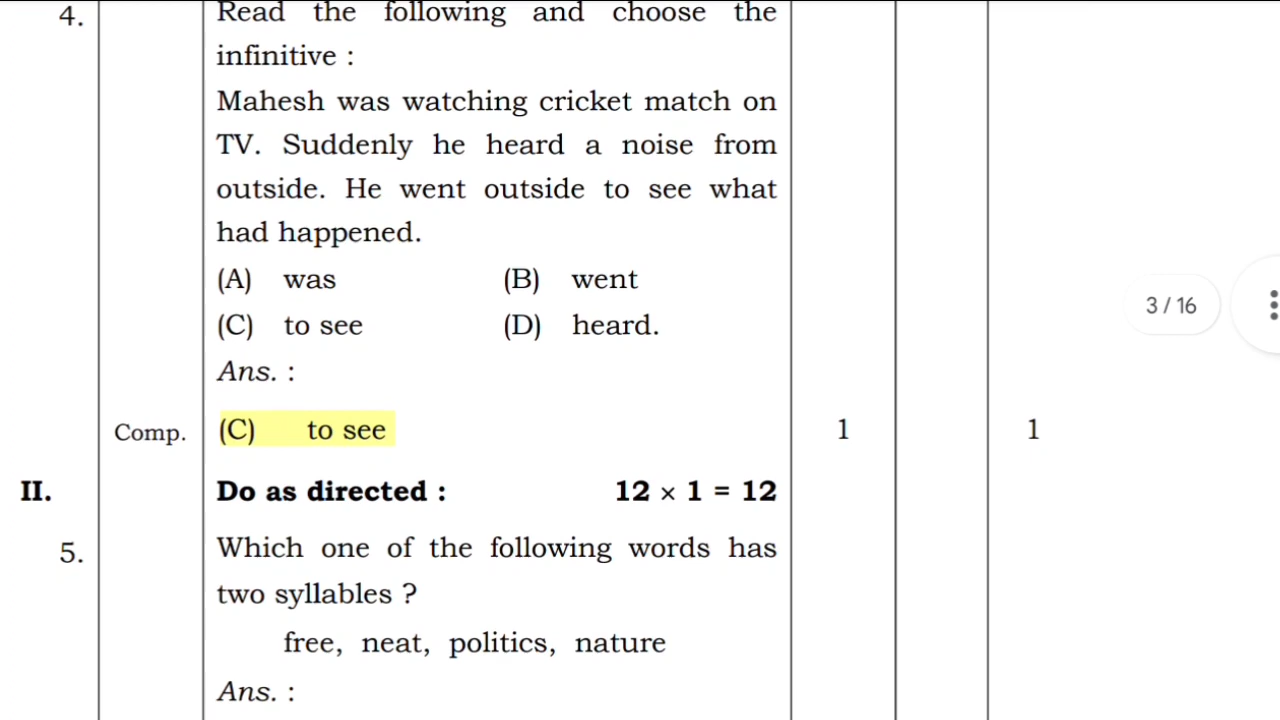 4. Read the following and choose the
infinitive :
Mahesh was watching cricket match on
TV. Suddenly he heard a noise from
outside. He went outside to see what
had happened.
(A) was (B) went
3 / 16
(C) to see (D) heard.
Ans. :
Comp. (C) to see 1 1
II. Do as directed : 12 × 1 = 12
5. Which one of the following words has
two syllables ?
free, neat, politics, nature
Ans. :